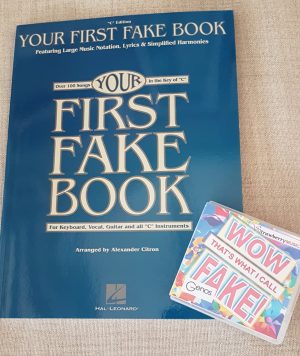 "C" Edition
YOUR FIRST FAKE BOOK
Featuring Large Music Notation, Lyrics & Simplified Harmonies
Over 100 Songs
in the Key of "C"
YOUR
FIRST
FAKE
BOOK
For Keyboard, Vocal, Guitar and all "C" Instruments
Arranged by Alexander Citron
HAL•LEONARD
WOW
THAT'S WHAT I CALL
FAKE!
Genos